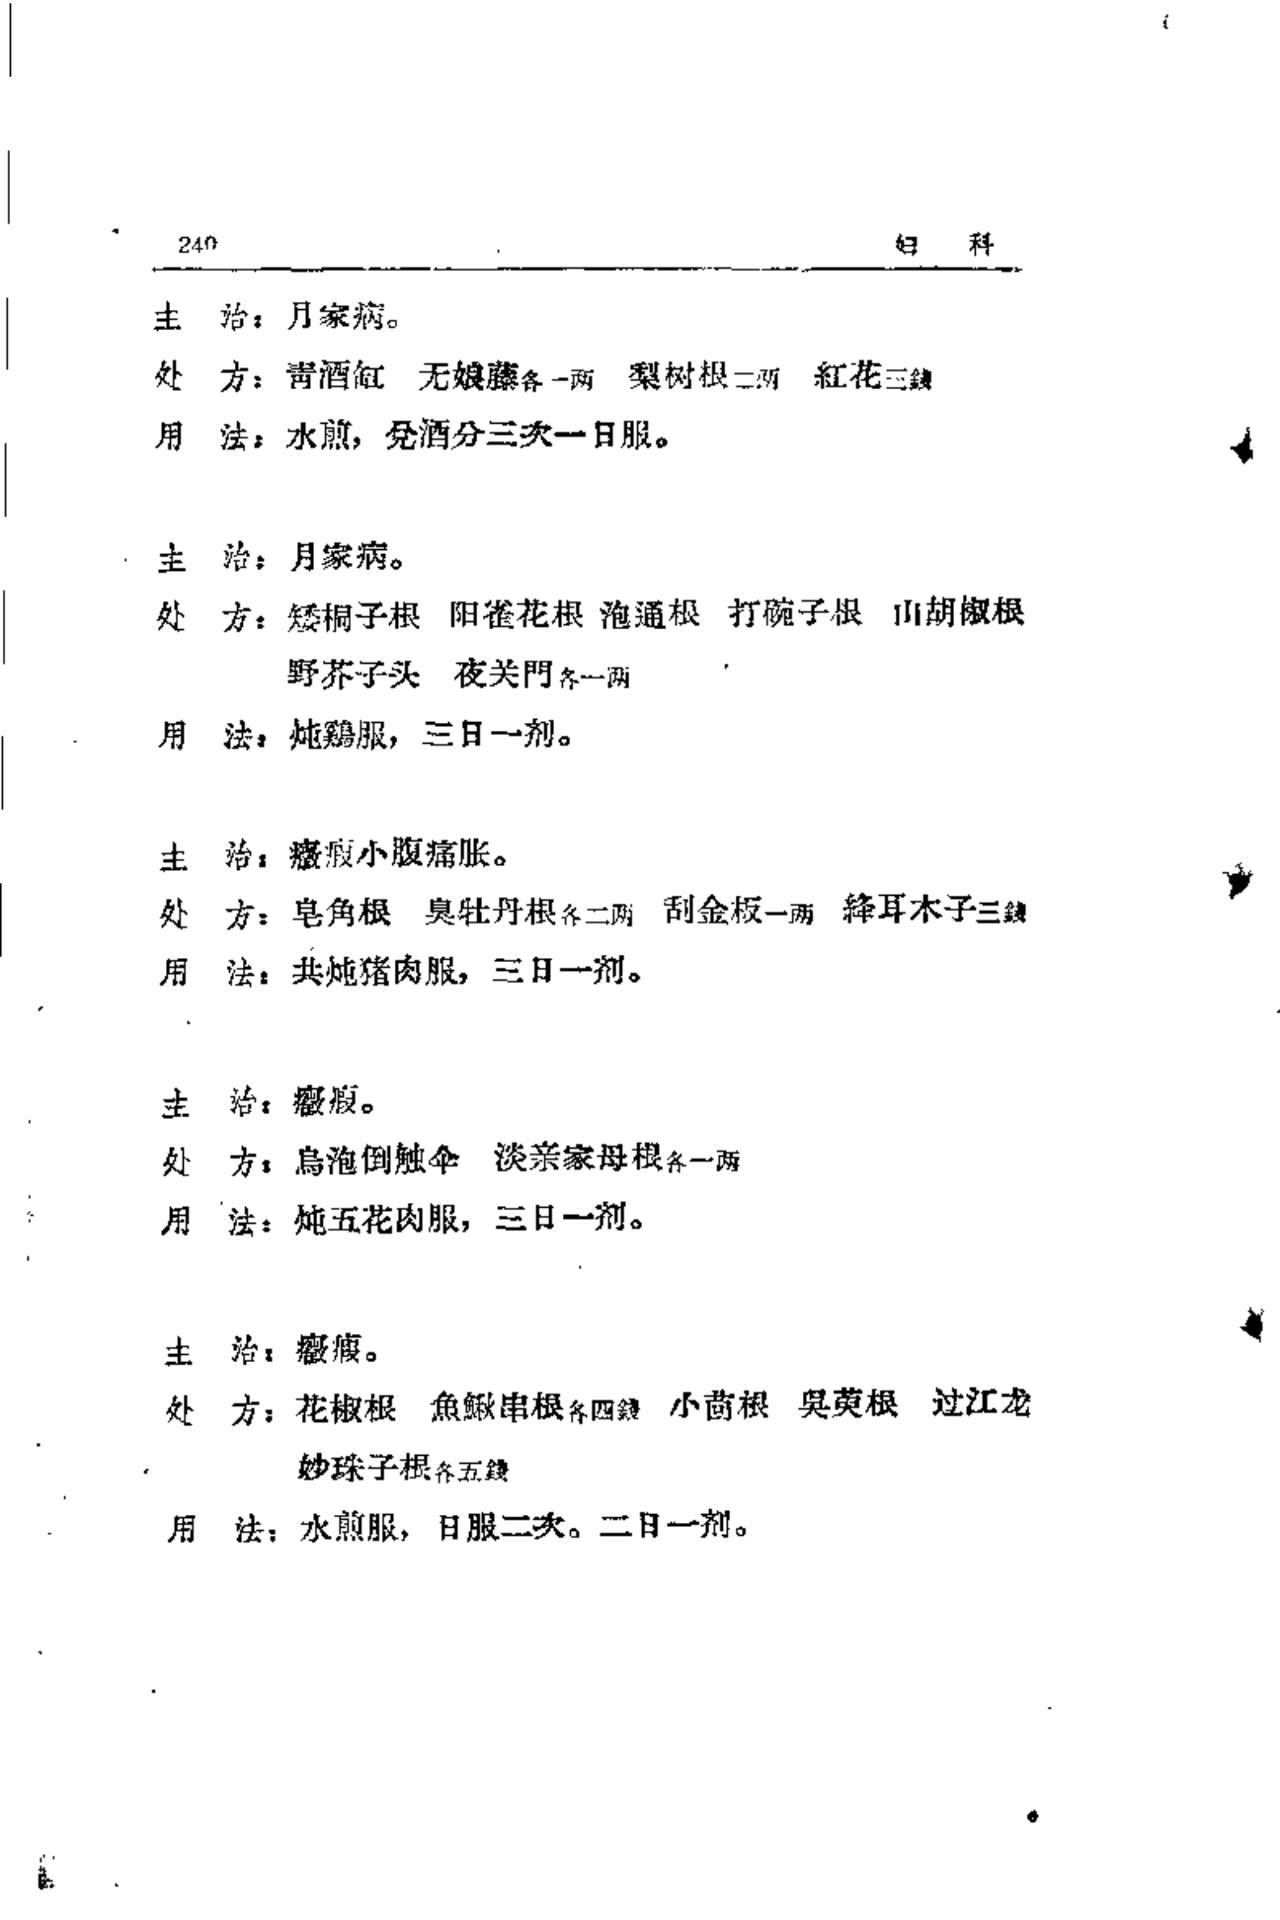 240 妇 科
主 治：月家病。
处 方：青酒缸 无娘藤各一两 梨树根二两 紅花三錢
用 法：水煎，兑酒分三次一日服。
主 治：月家病。
处 方：矮桐子根 阳雀花根 泡通根 打碗子根 山胡椒根
野芥子头 夜关門各一两
用 法：炖鷄服，三日一剂。
主 治：癥瘕小腹痛胀。
处 方：皂角根 臭牡丹根各二两 刮金板一两 絳耳木子三錢
用 法：共炖猪肉服，三日一剂。
主 治：癥瘕。
处 方：烏泡倒触伞 淡亲家母根各一两
用 法：炖五花肉服，三日一剂。
主 治：癥瘕。
处 方：花椒根 魚鰍串根各四錢 小茴根 吳萸根 过江龙
妙珠子根各五錢
用 法：水煎服，日服二次。二日一剂。